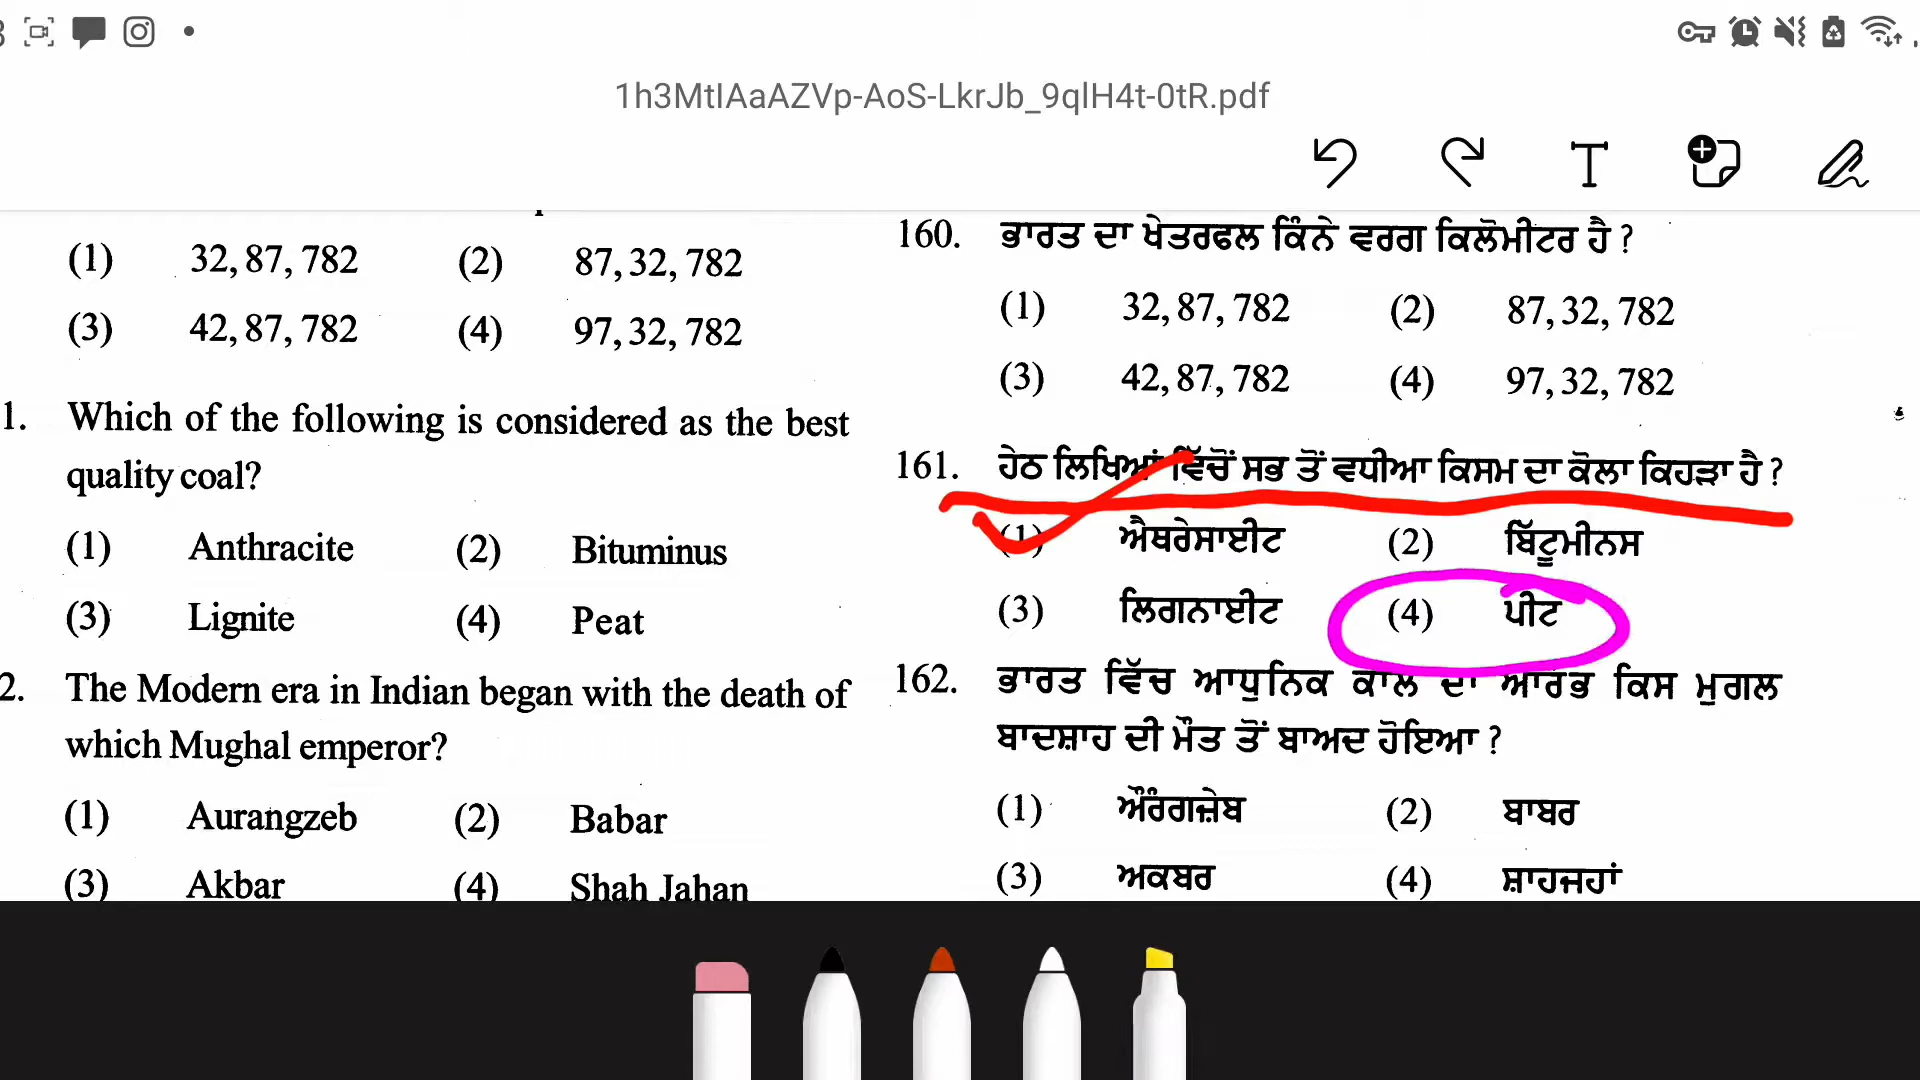 1h3MtIAaAZVp-AoS-LkrJb_9qlH4t-0tR.pdf
(1) 32, 87, 782 (2) 87, 32, 782
(3) 42, 87, 782 (4) 97, 32, 782
1. Which of the following is considered as the best
quality coal?
(1) Anthracite (2) Bituminus
(3) Lignite (4) Peat
2. The Modern era in Indian began with the death of
which Mughal emperor?
(1) Aurangzeb (2) Babar
(3) Akbar (4) Shah Jahan
160. ਭਾਰਤ ਦਾ ਖੇਤਰਫਲ ਕਿੰਨੇ ਵਰਗ ਕਿਲੋਮੀਟਰ ਹੈ ?
(1) 32, 87, 782 (2) 87, 32, 782
(3) 42, 87, 782 (4) 97, 32, 782
161. ਹੇਠ ਲਿਖਿਆਂ ਵਿੱਚੋਂ ਸਭ ਤੋਂ ਵਧੀਆ ਕਿਸਮ ਦਾ ਕੋਲਾ ਕਿਹੜਾ ਹੈ ?
(1) ਐਥਰੇਸਾਈਟ (2) ਬਿੱਟੂਮੀਨਸ
(3) ਲਿਗਨਾਈਟ (4) ਪੀਟ
162. ਭਾਰਤ ਵਿੱਚ ਆਧੁਨਿਕ ਕਾਲ ਦਾ ਆਰੰਭ ਕਿਸ ਮੁਗਲ
ਬਾਦਸ਼ਾਹ ਦੀ ਮੌਤ ਤੋਂ ਬਾਅਦ ਹੋਇਆ ?
(1) ਔਰੰਗਜ਼ੇਬ (2) ਬਾਬਰ
(3) ਅਕਬਰ (4) ਸ਼ਾਹਜਹਾਂ